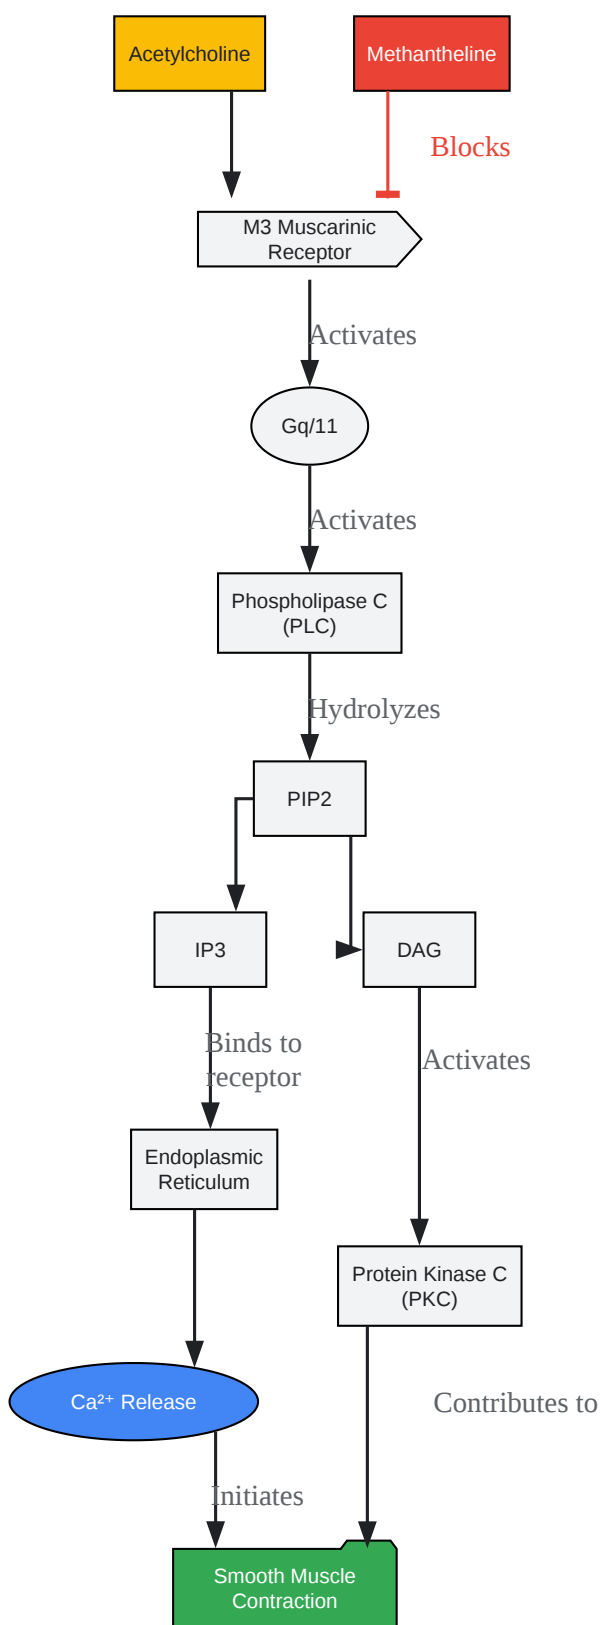 Acetylcholine
Methantheline
Blocks
M3 Muscarinic
Receptor
Activates
Gq/11
Activates
Phospholipase C
(PLC)
Hydrolyzes
PIP2
IP3
DAG
Binds to
receptor
Activates
Endoplasmic
Reticulum
Protein Kinase C
(PKC)
Ca²⁺ Release
Contributes to
Initiates
Smooth Muscle
Contraction